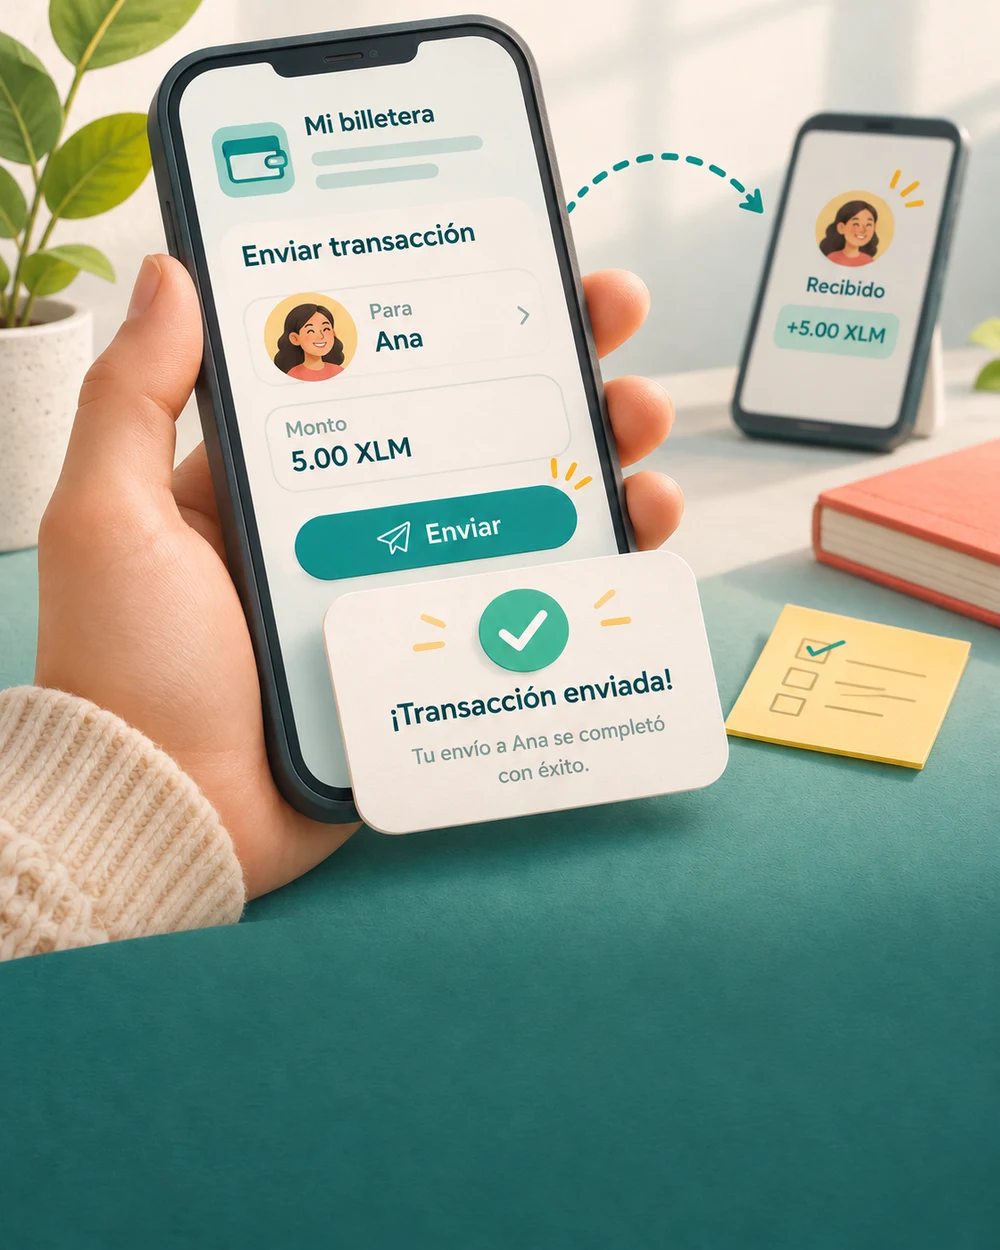 Mi billetera
Enviar transacción
Para
Ana
Monto
5.00 XLM
Enviar
¡Transacción enviada!
Tu envío a Ana se completó
con éxito.
Recibido
+5.00 XLM